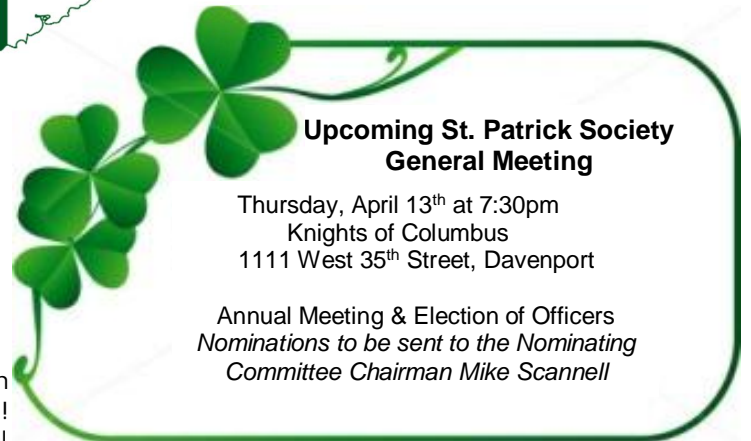 Upcoming St. Patrick Society
General Meeting
Thursday, April 13th at 7:30pm
Knights of Columbus
1111 West 35th Street, Davenport
Annual Meeting & Election of Officers
Nominations to be sent to the Nominating
Committee Chairman Mike Scannell